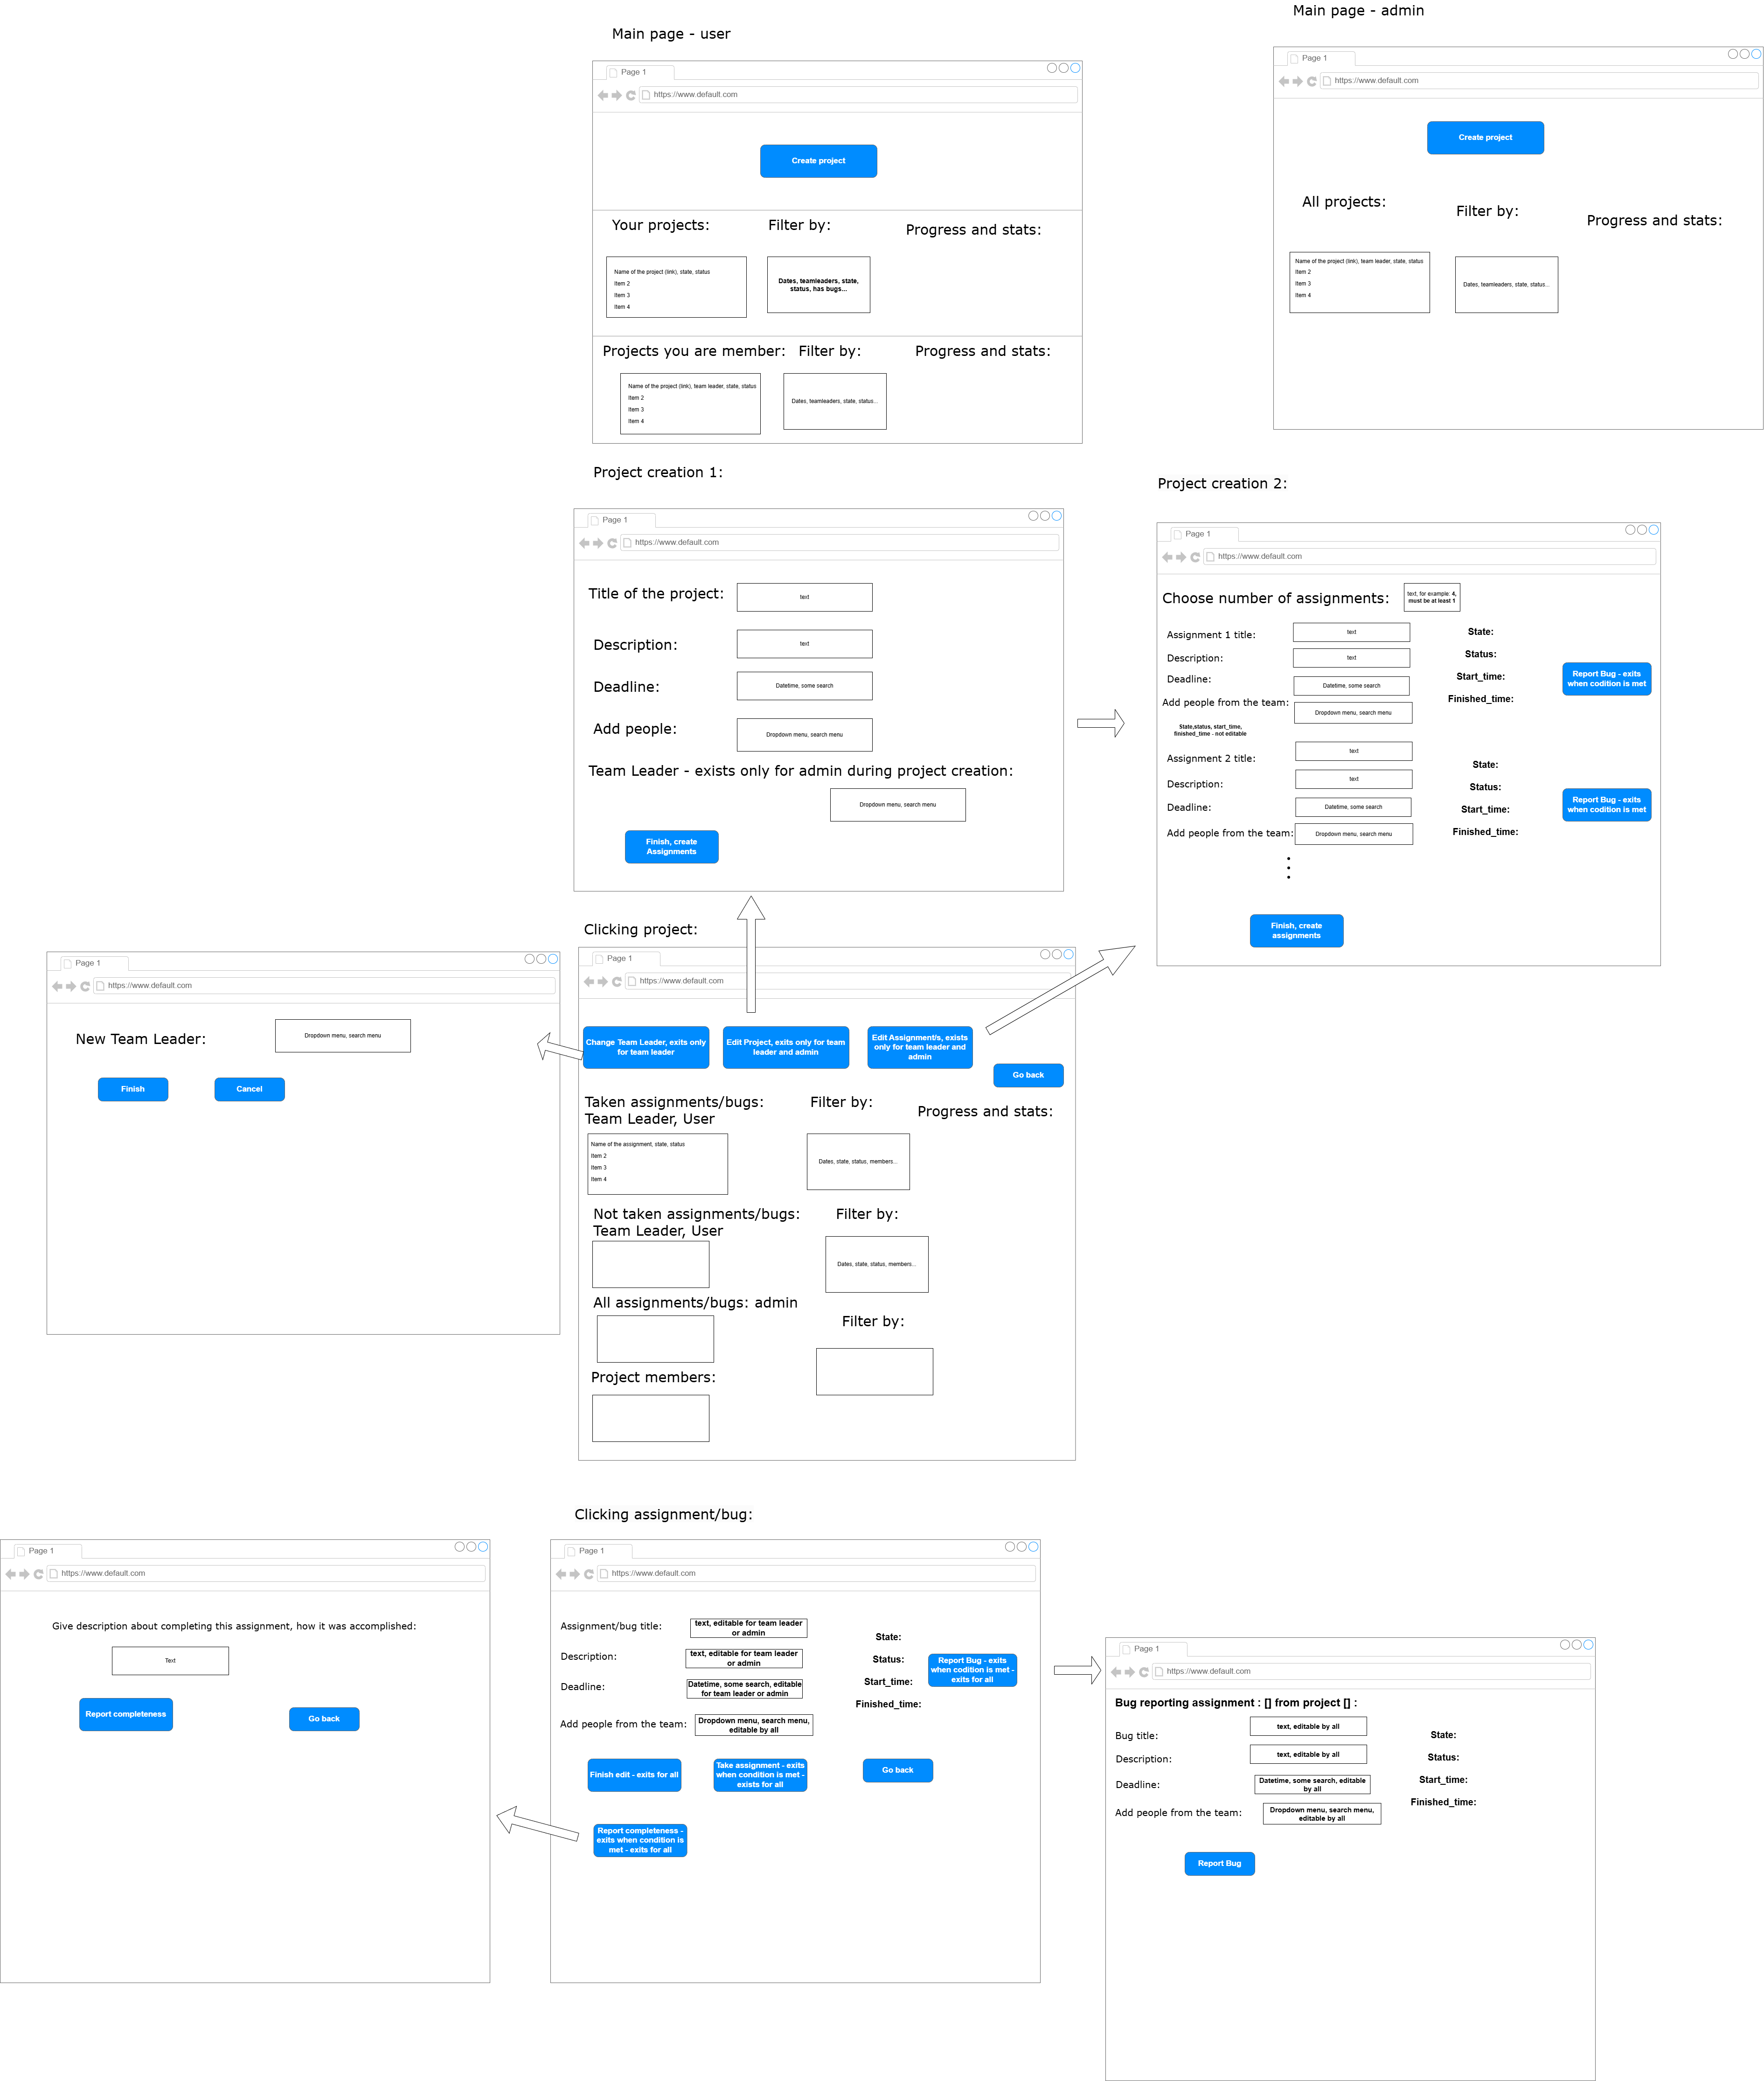 Main page - admin
Main page - user
Page 1
https://www.default.com
Create project
Your projects:
Filter by:
Progress and stats:
Name of the project (link), state, status
Item 2
Item 3
Item 4
Dates, teamleaders, state,
status, has bugs...
Projects you are member:
Filter by:
Progress and stats:
Name of the project (link), team leader, state, status
Item 2
Item 3
Item 4
Dates, teamleaders, state, status...
Page 1
https://www.default.com
Create project
All projects:
Filter by:
Progress and stats:
Name of the project (link), team leader, state, status
Item 2
Item 3
Item 4
Dates, teamleaders, state, status...
Project creation 1:
Page 1
https://www.default.com
Title of the project:
text
Description:
text
Deadline:
Datetime, some search
Add people:
Dropdown menu, search menu
Team Leader - exists only for admin during project creation:
Dropdown menu, search menu
Finish, create
Assignments
Project creation 2:
Page 1
https://www.default.com
Choose number of assignments:
text, for example: 4,
must be at least 1
Assignment 1 title:
text
State:
Description:
text
Status:
Deadline:
Datetime, some search
Start_time:
Report Bug - exits
when codition is met
Add people from the team:
Dropdown menu, search menu
Finished_time:
State,status, start_time,
finished_time - not editable
Assignment 2 title:
text
State:
Description:
text
Status:
Deadline:
Datetime, some search
Start_time:
Report Bug - exits
when codition is met
Add people from the team:
Dropdown menu, search menu
Finished_time:
Finish, create
assignments
Page 1
https://www.default.com
New Team Leader:
Dropdown menu, search menu
Finish
Cancel
Clicking project:
Page 1
https://www.default.com
Change Team Leader, exits only
for team leader
Edit Project, exits only for team
leader and admin
Edit Assignment/s, exists
only for team leader and
admin
Go back
Taken assignments/bugs:
Team Leader, User
Filter by:
Progress and stats:
Name of the assignment, state, status
Item 2
Item 3
Item 4
Dates, state, status, members...
Not taken assignments/bugs:
Team Leader, User
Filter by:
Dates, state, status, members...
All assignments/bugs: admin
Filter by:
Project members:
Clicking assignment/bug:
Page 1
https://www.default.com
Give description about completing this assignment, how it was accomplished:
Text
Report completeness
Go back
Page 1
https://www.default.com
Assignment/bug title:
text, editable for team leader
or admin
State:
Description:
text, editable for team leader
or admin
Status:
Report Bug - exits
when codition is met -
exits for all
Deadline:
Datetime, some search, editable
for team leader or admin
Start_time:
Finished_time:
Add people from the team:
Dropdown menu, search menu,
editable by all
Finish edit - exits for all
Take assignment - exits
when condition is met -
exists for all
Go back
Report completeness -
exits when condition is
met - exits for all
Page 1
https://www.default.com
Bug reporting assignment : [] from project [] :
Bug title:
text, editable by all
State:
Description:
text, editable by all
Status:
Deadline:
Datetime, some search, editable
by all
Start_time:
Add people from the team:
Dropdown menu, search menu,
editable by all
Finished_time:
Report Bug